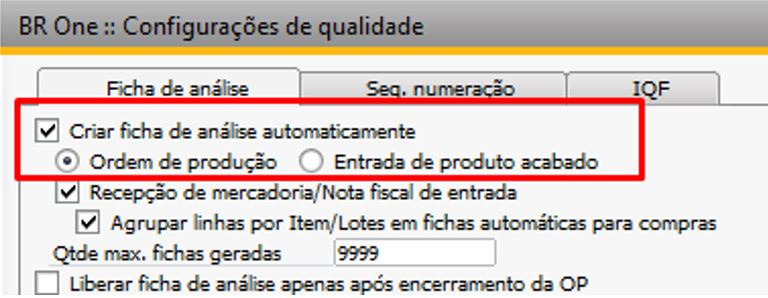 BR One :: Configurações de qualidade
Ficha de análise Seq. numeração IQF
Criar ficha de análise automaticamente
Ordem de produção Entrada de produto acabado
Recepção de mercadoria/Nota fiscal de entrada
Agrupar linhas por Item/Lotes em fichas automáticas para compras
Qtde max. fichas geradas 9999
Liberar ficha de análise apenas após encerramento da OP